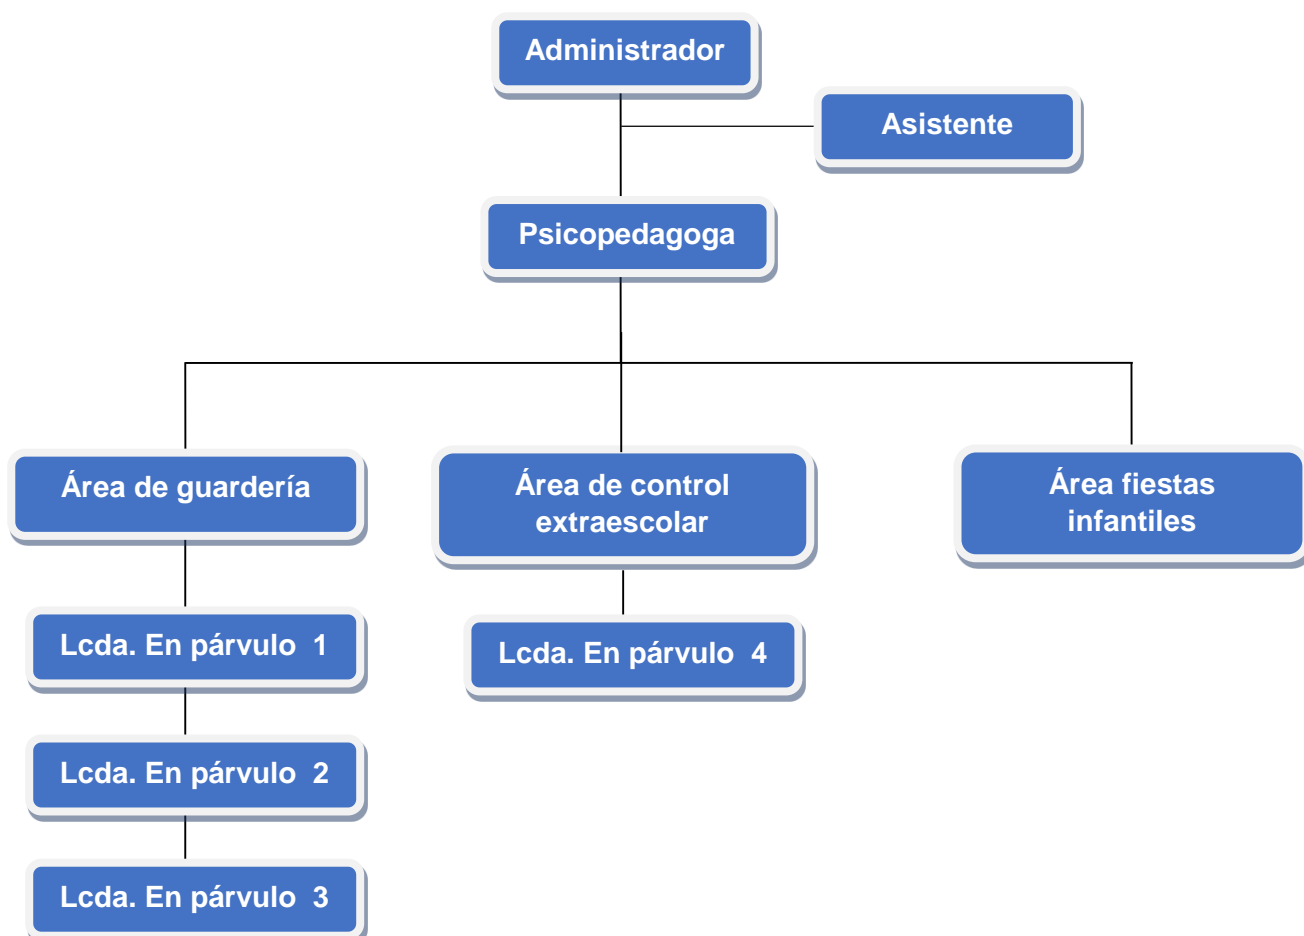 Administrador
Asistente
Psicopedagoga
Área de guardería
Área de control
extraescolar
Área fiestas
infantiles
Lcda. En párvulo  1
Lcda. En párvulo  4
Lcda. En párvulo  2
Lcda. En párvulo  3